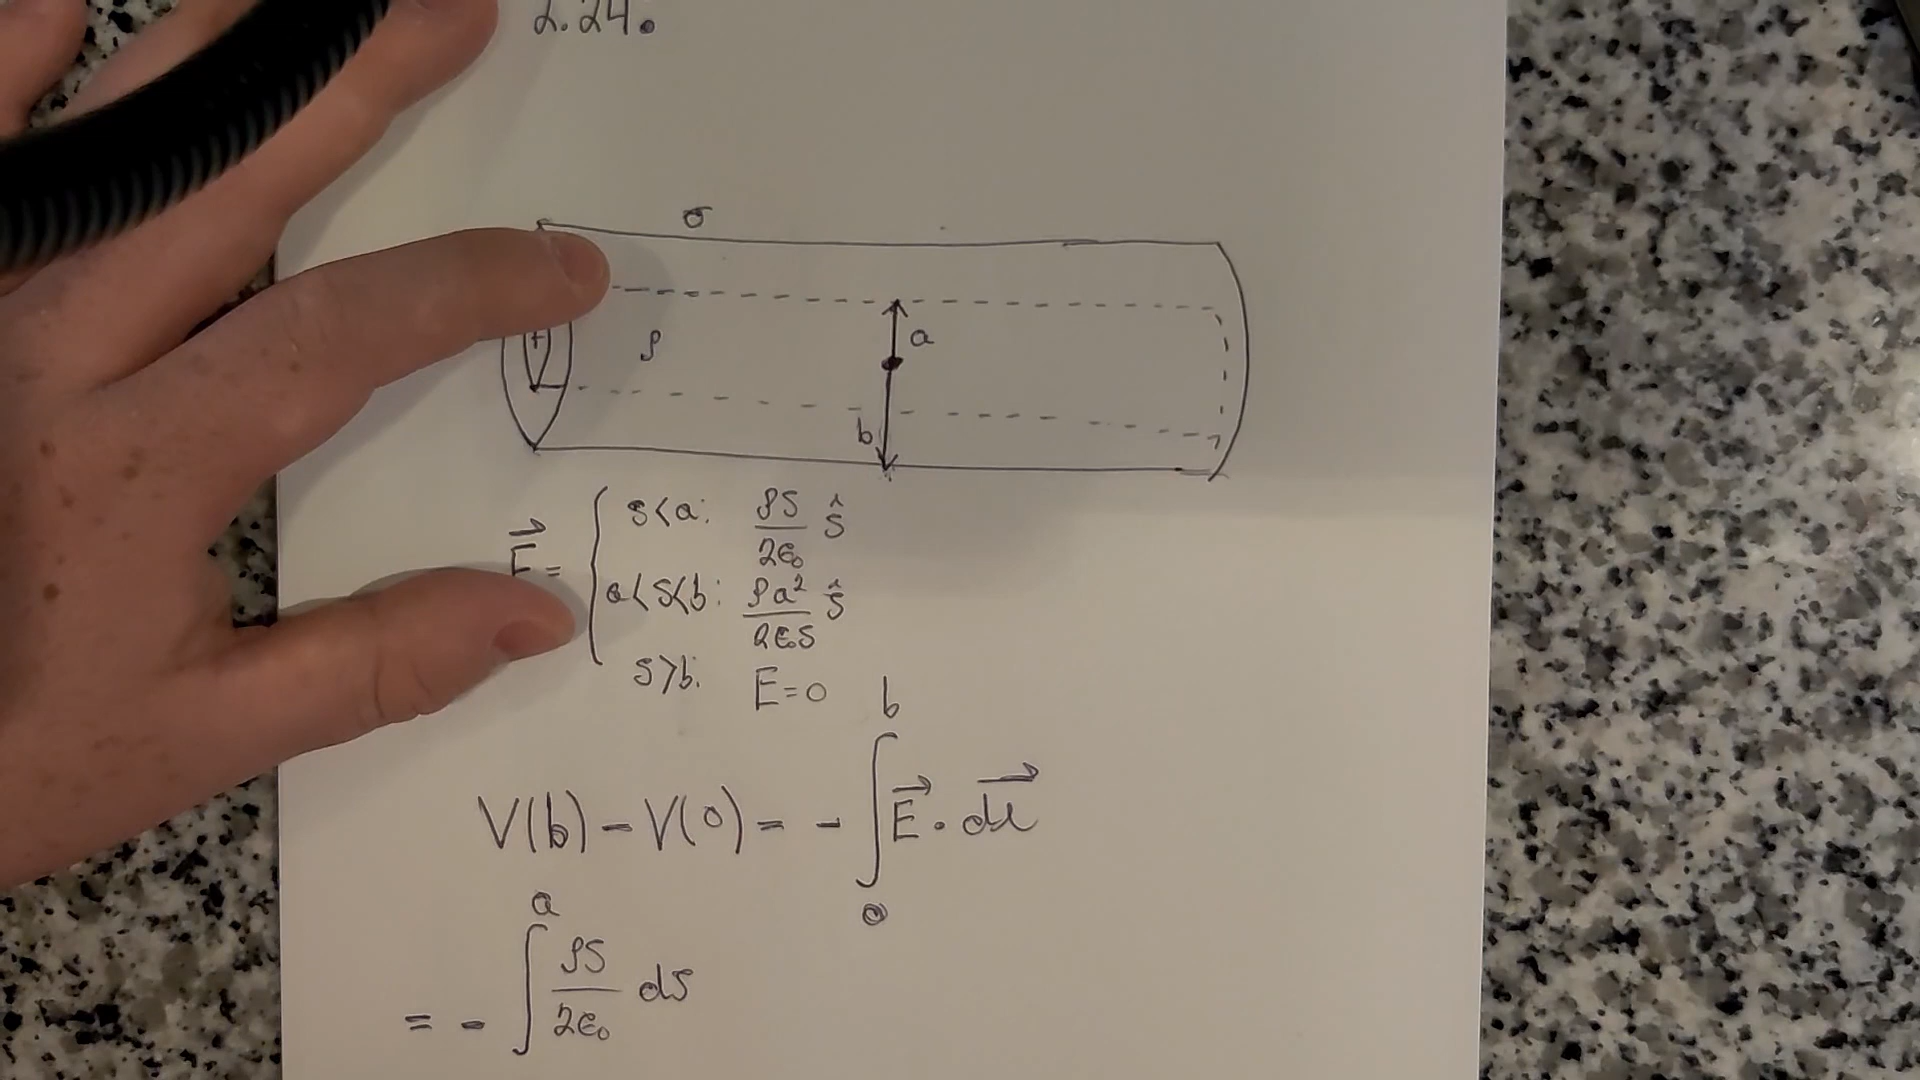 2.24.
σ
ρ
a
b
+
E⃗ = { s<a: ρs/2ε₀ ŝ
a<s<b: ρa²/2ε₀s ŝ
s>b: E=0
V(b) - V(0) = - ∫₀ᵇ E⃗ · dl⃗
= - ∫ᵃ ρs/2ε₀ ds